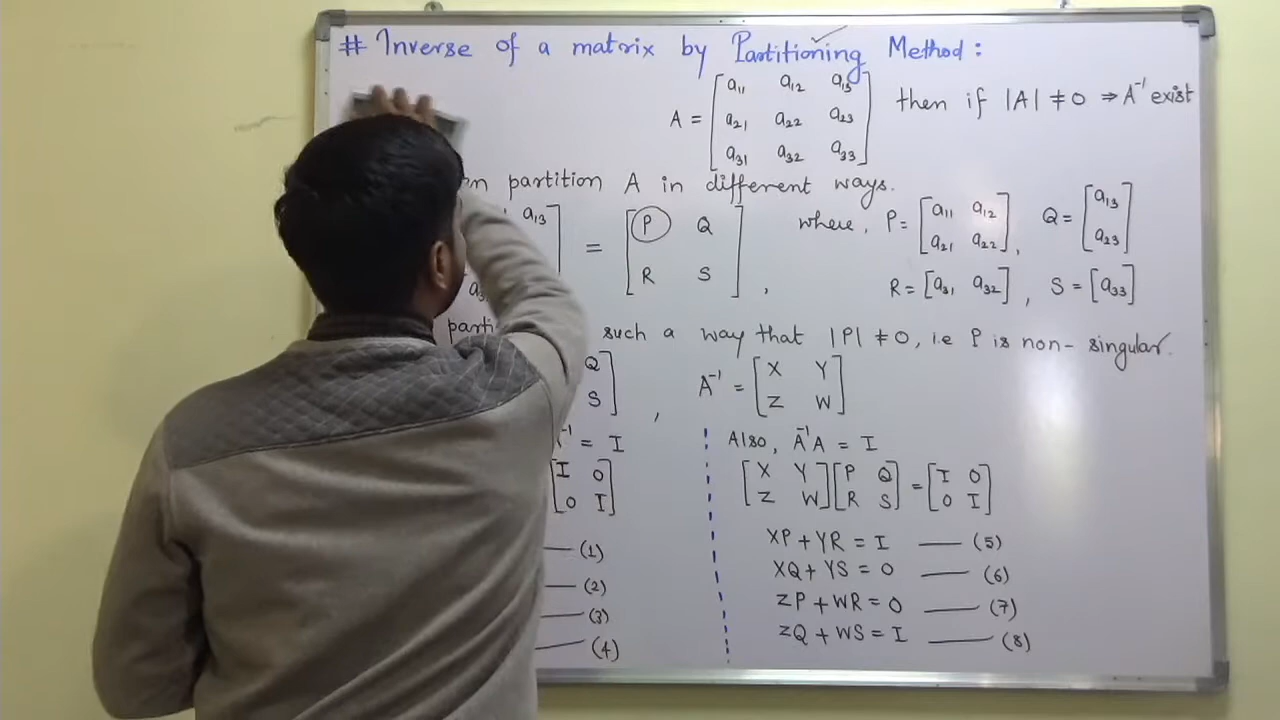 # Inverse of a matrix by Partitioning Method :
A = [a11 a12 a13 then if |A| ≠ 0 ⇒ A⁻¹ exist
a21 a22 a23
a31 a32 a33]
partition A in different ways.
a13] = [P Q where, P = [a11 a12 Q = [a13
a21 a22], a23]
R S], R = [a31 a32], S = [a33]
such a way that |P| ≠ 0, i.e P is non-singular.
Q A⁻¹ = [X Y
S], Z W]
⁻¹ = I Also, A⁻¹A = I
[I 0 [X Y [P Q = [I 0
0 I] Z W] R S] 0 I]
XP + YR = I —— (5)
—— (1)
XQ + YS = 0 —— (6)
—— (2)
ZP + WR = 0 —— (7)
—— (3)
ZQ + WS = I —— (8)
—— (4)